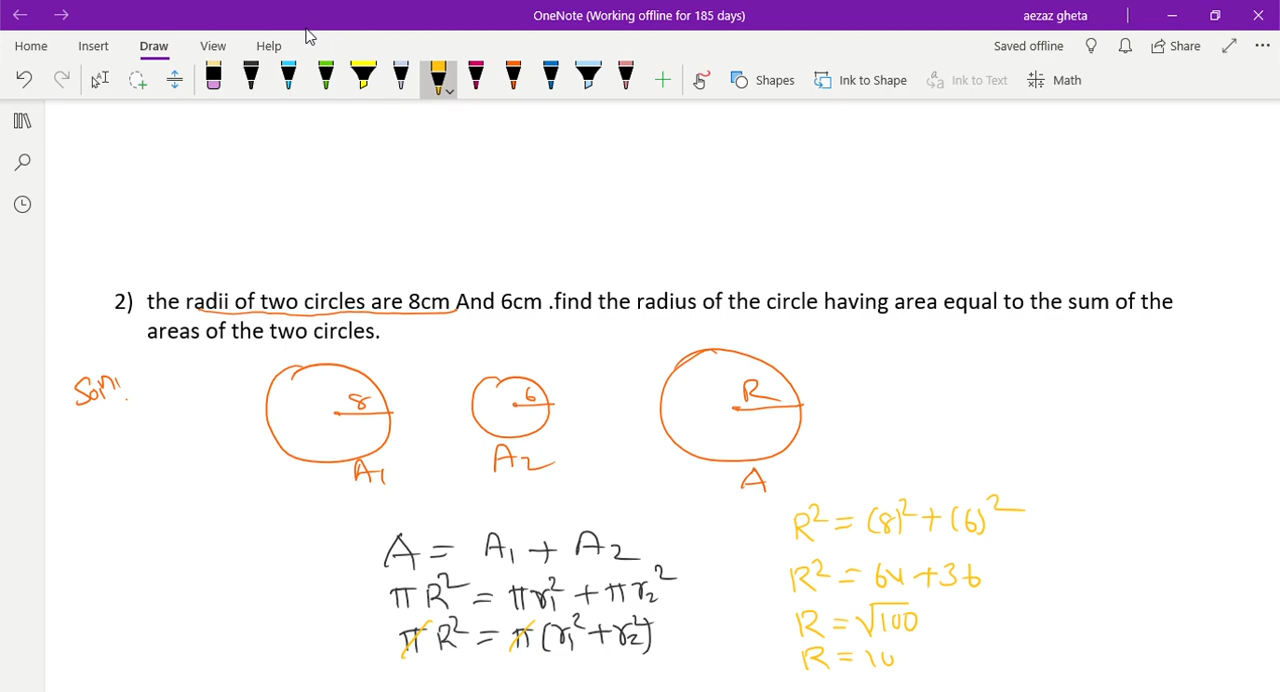 OneNote (Working offline for 185 days)
aezaz gheta
Home Insert Draw View Help
Saved offline
Share
Shapes
Ink to Shape
Ink to Text
Math
2) the radii of two circles are 8cm And 6cm .find the radius of the circle having area equal to the sum of the
areas of the two circles.
Soln:
8
6
R
A1
A2
A
A = A1 + A2
πR² = πr1² + πr2²
πR² = π(r1² + r2²)
R² = (8)² + (6)²
R² = 64 + 36
R = √100
R = 10